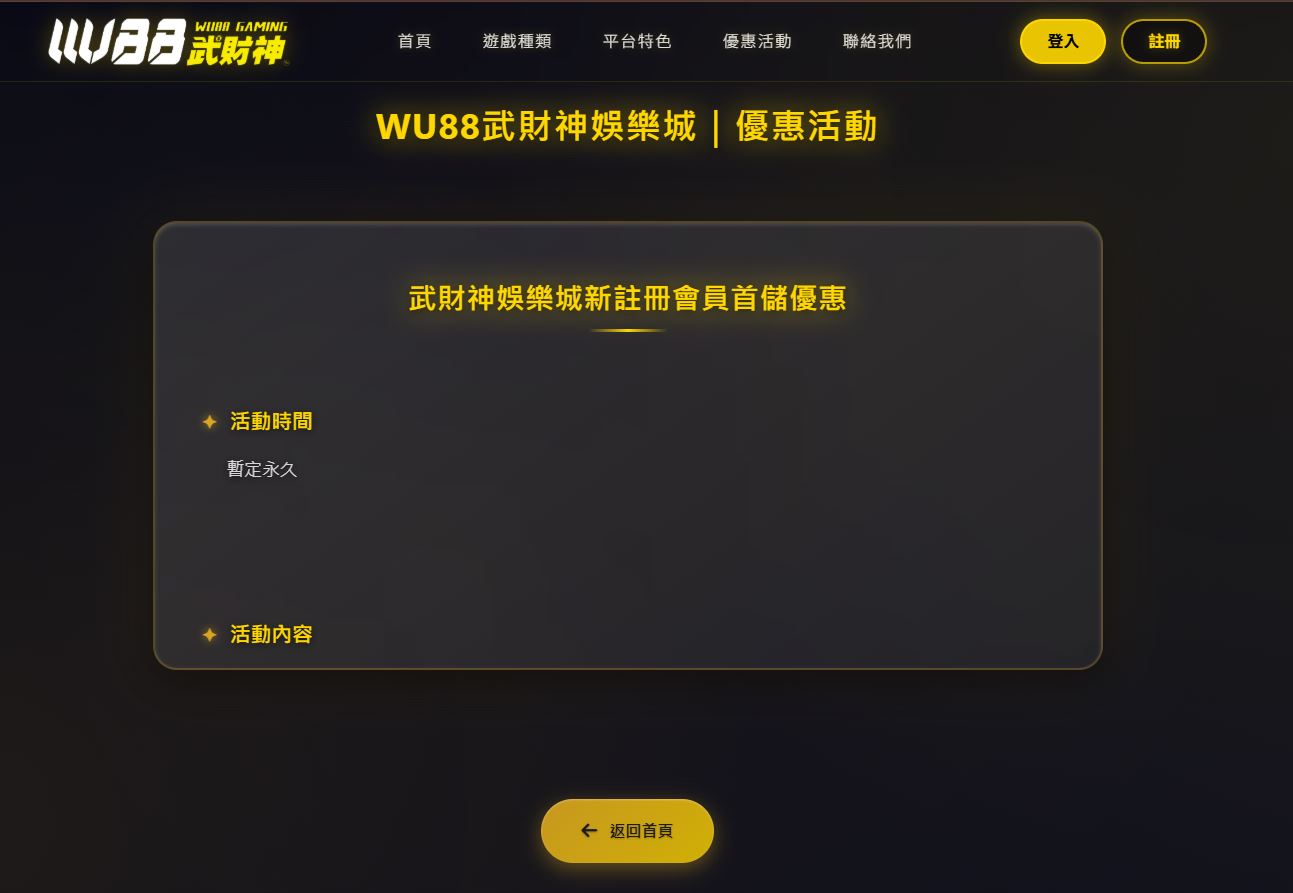 WU88 WU88 GAMING
武財神
首頁 遊戲種類 平台特色 優惠活動 聯絡我們 登入 註冊
WU88武財神娛樂城 | 優惠活動
武財神娛樂城新註冊會員首儲優惠
✦ 活動時間
暫定永久
✦ 活動內容
← 返回首頁